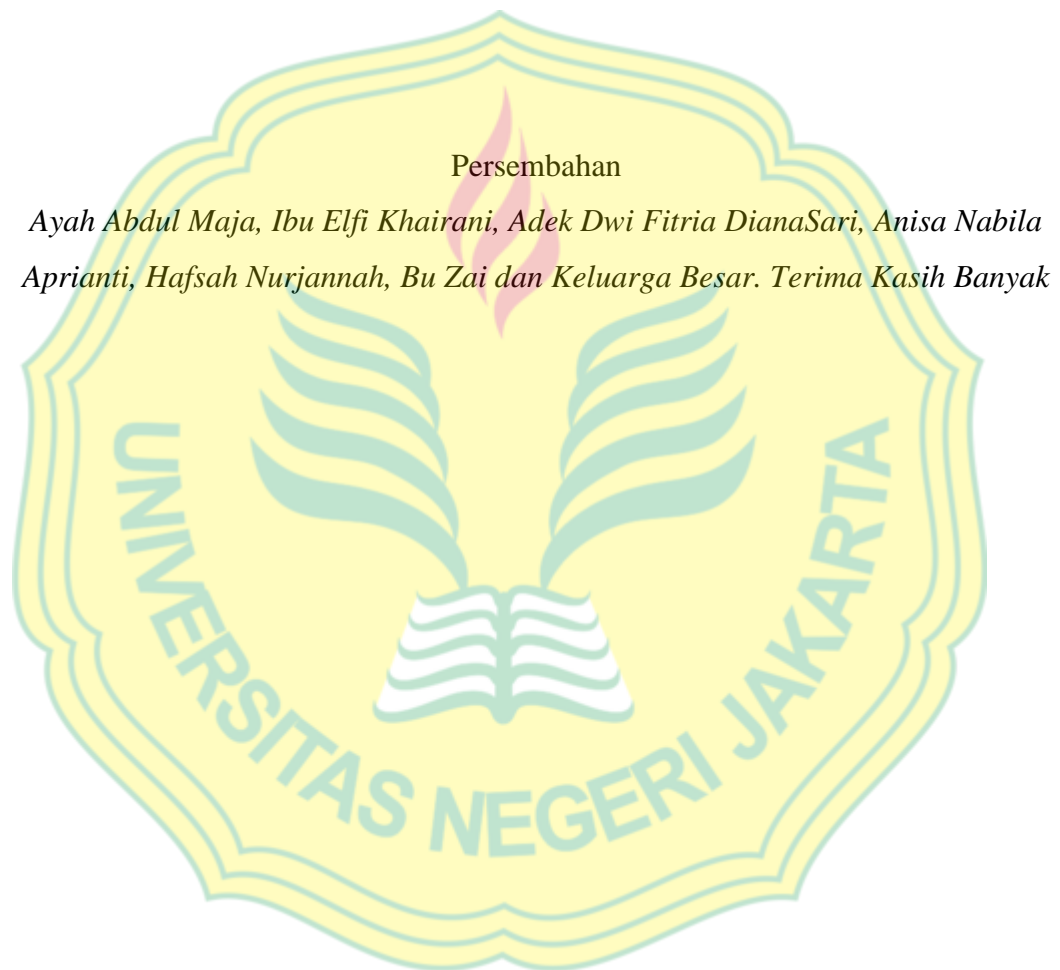 Persembahan
Ayah Abdul Maja, Ibu Elfi Khairani, Adek Dwi Fitria DianaSari, Anisa Nabila
Aprianti, Hafsah Nurjannah, Bu Zai dan Keluarga Besar. Terima Kasih Banyak
UNIVERSITAS NEGERI JAKARTA